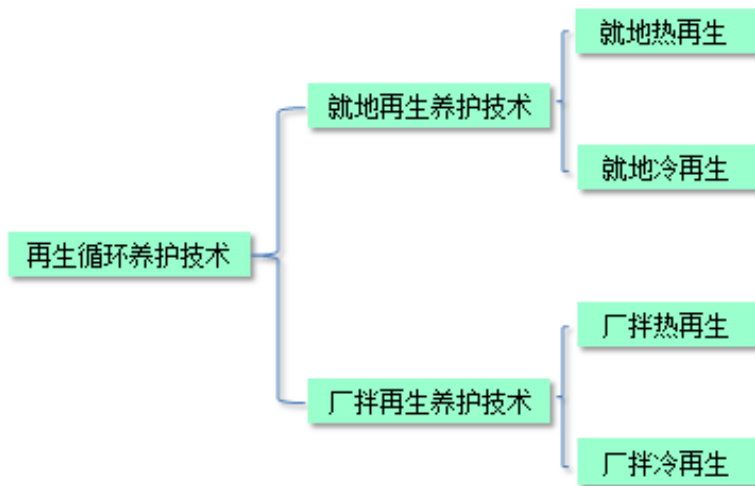 就地热再生
就地再生养护技术
就地冷再生
再生循环养护技术
厂拌热再生
厂拌再生养护技术
厂拌冷再生